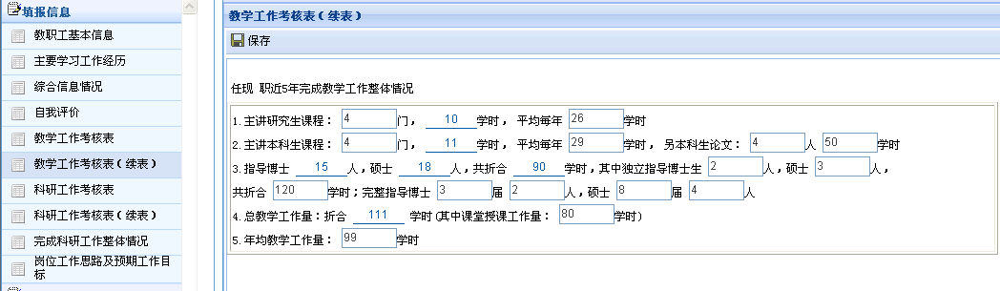 填报信息
教职工基本信息
主要学习工作经历
综合信息情况
自我评价
教学工作考核表
教学工作考核表(续表)
科研工作考核表
科研工作考核表(续表)
完成科研工作整体情况
岗位工作思路及预期工作目
标
教学工作考核表(续表)
保存
任现 职近5年完成教学工作整体情况
1.主讲研究生课程: 4 门, 10 学时, 平均每年 26 学时
2.主讲本科生课程: 4 门, 11 学时, 平均每年 29 学时, 另本科生论文: 4 人 50 学时
3.指导博士 15 人,硕士 18 人,共折合 90 学时,其中独立指导博士生 2 人,硕士 3 人,
共折合 120 学时;完整指导博士 3 届 2 人,硕士 8 届 4 人
4.总教学工作量:折合 111 学时(其中课堂授课工作量: 80 学时)
5.年均教学工作量: 99 学时